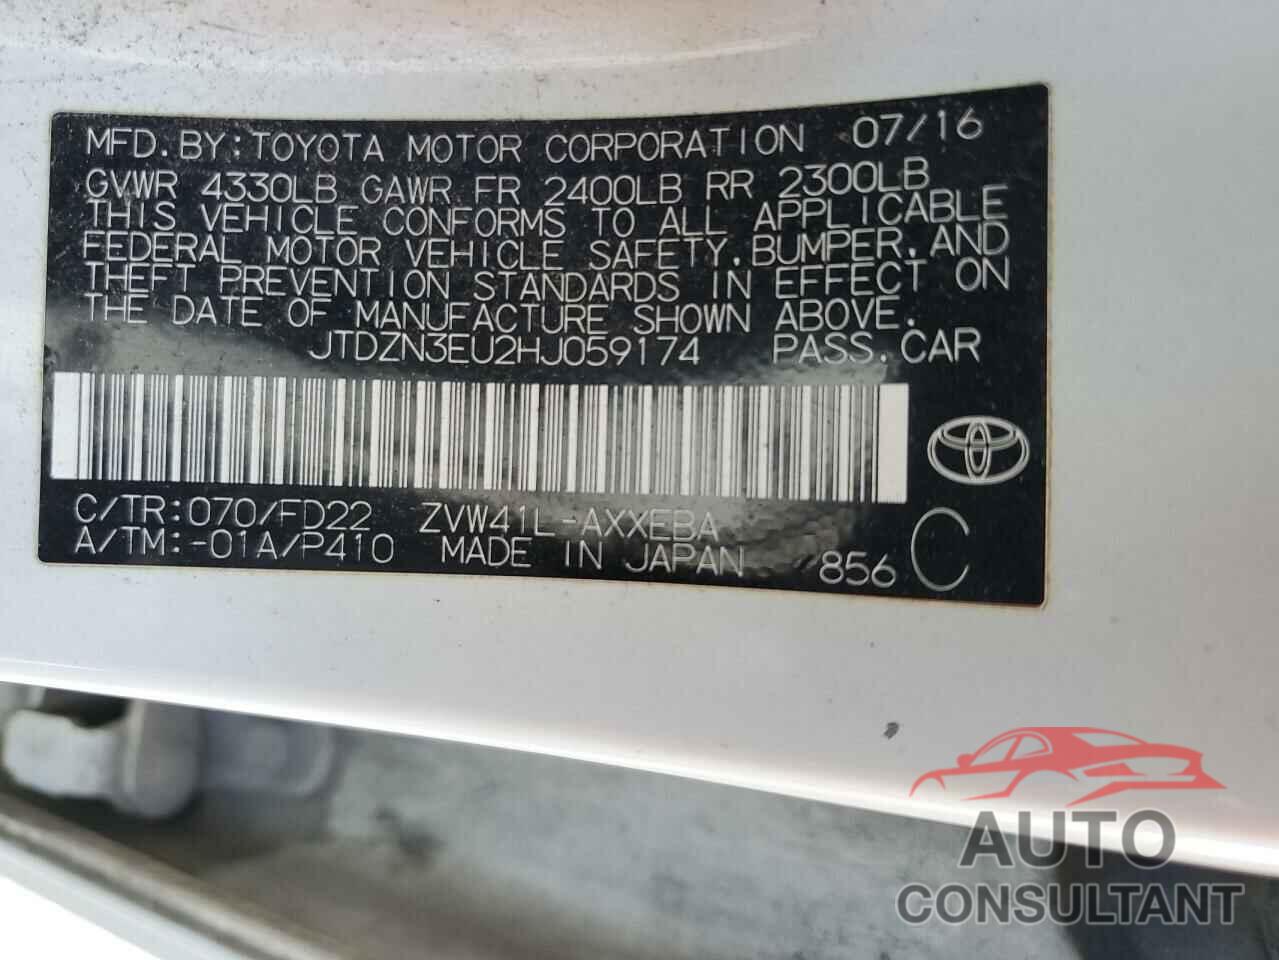 MFD. BY: TOYOTA MOTOR CORPORATION 07/16
GVWR 4330LB GAWR FR 2400LB RR 2300LB
THIS VEHICLE CONFORMS TO ALL APPLICABLE
FEDERAL MOTOR VEHICLE SAFETY, BUMPER, AND
THEFT PREVENTION STANDARDS IN EFFECT ON
THE DATE OF MANUFACTURE SHOWN ABOVE.
JTDZN3EU2HJ059174 PASS. CAR
C/TR: 070/FD22 ZVW41L-AXXEBA
A/TM: -01A/P410 MADE IN JAPAN 856 C
AUTO
CONSULTANT